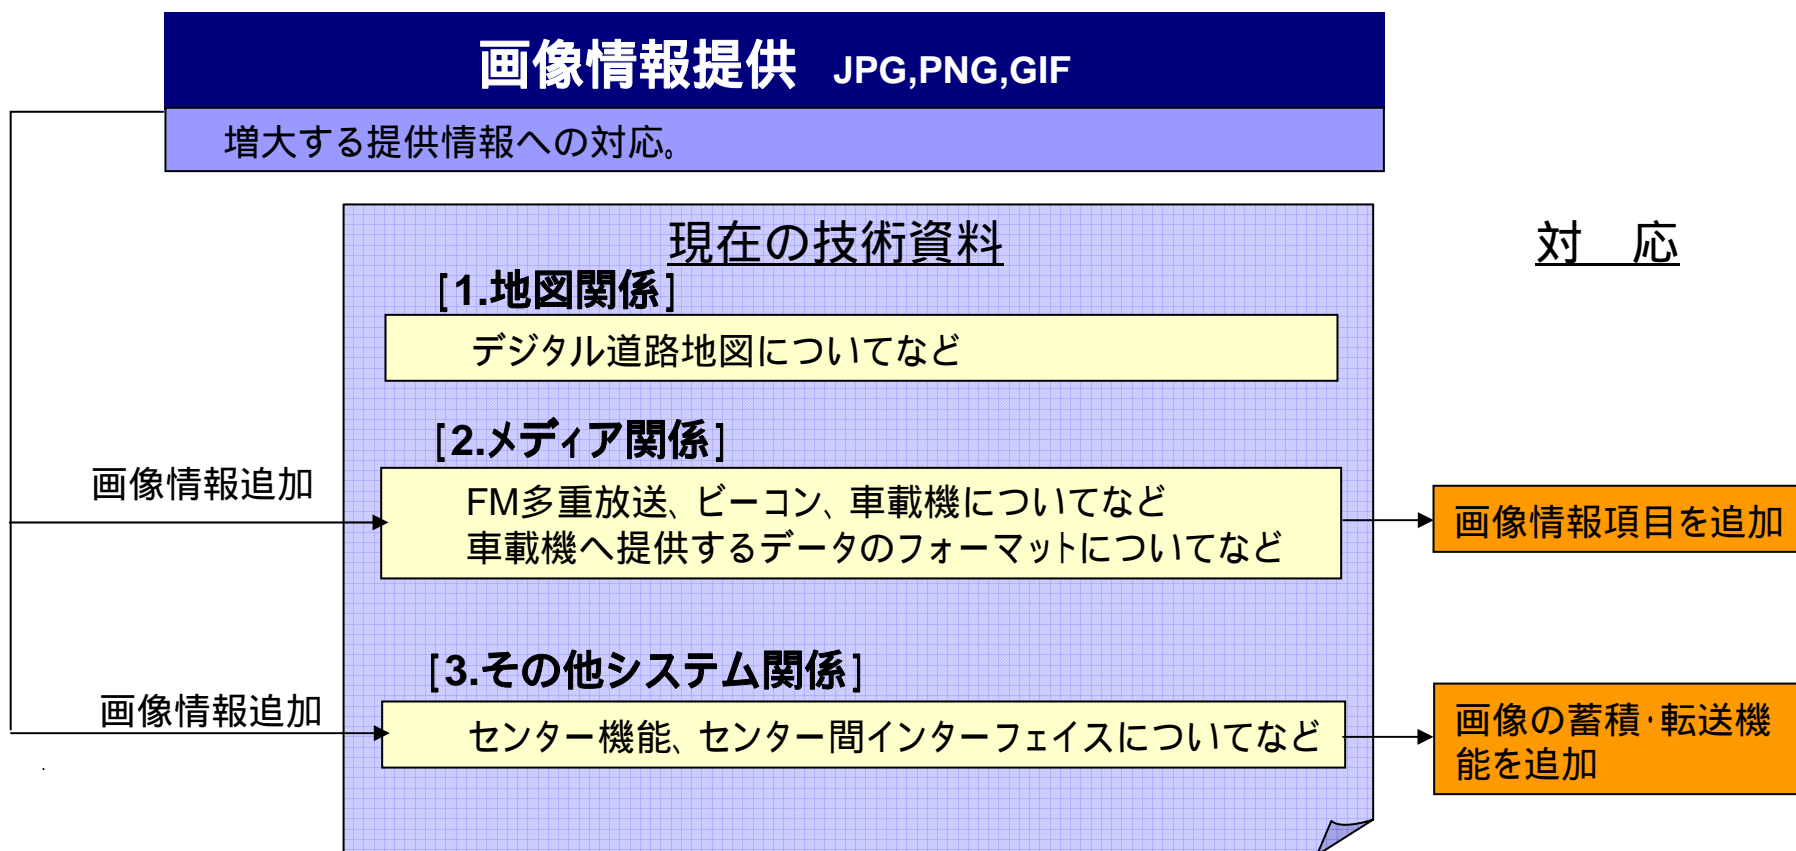 画像情報提供 JPG,PNG,GIF
増大する提供情報への対応。
現在の技術資料
対 応
[1.地図関係]
デジタル道路地図についてなど
[2.メディア関係]
画像情報追加
FM多重放送、ビーコン、車載機についてなど
車載機へ提供するデータのフォーマットについてなど
画像情報項目を追加
[3.その他システム関係]
画像情報追加
センター機能、センター間インターフェイスについてなど
画像の蓄積・転送機
能を追加